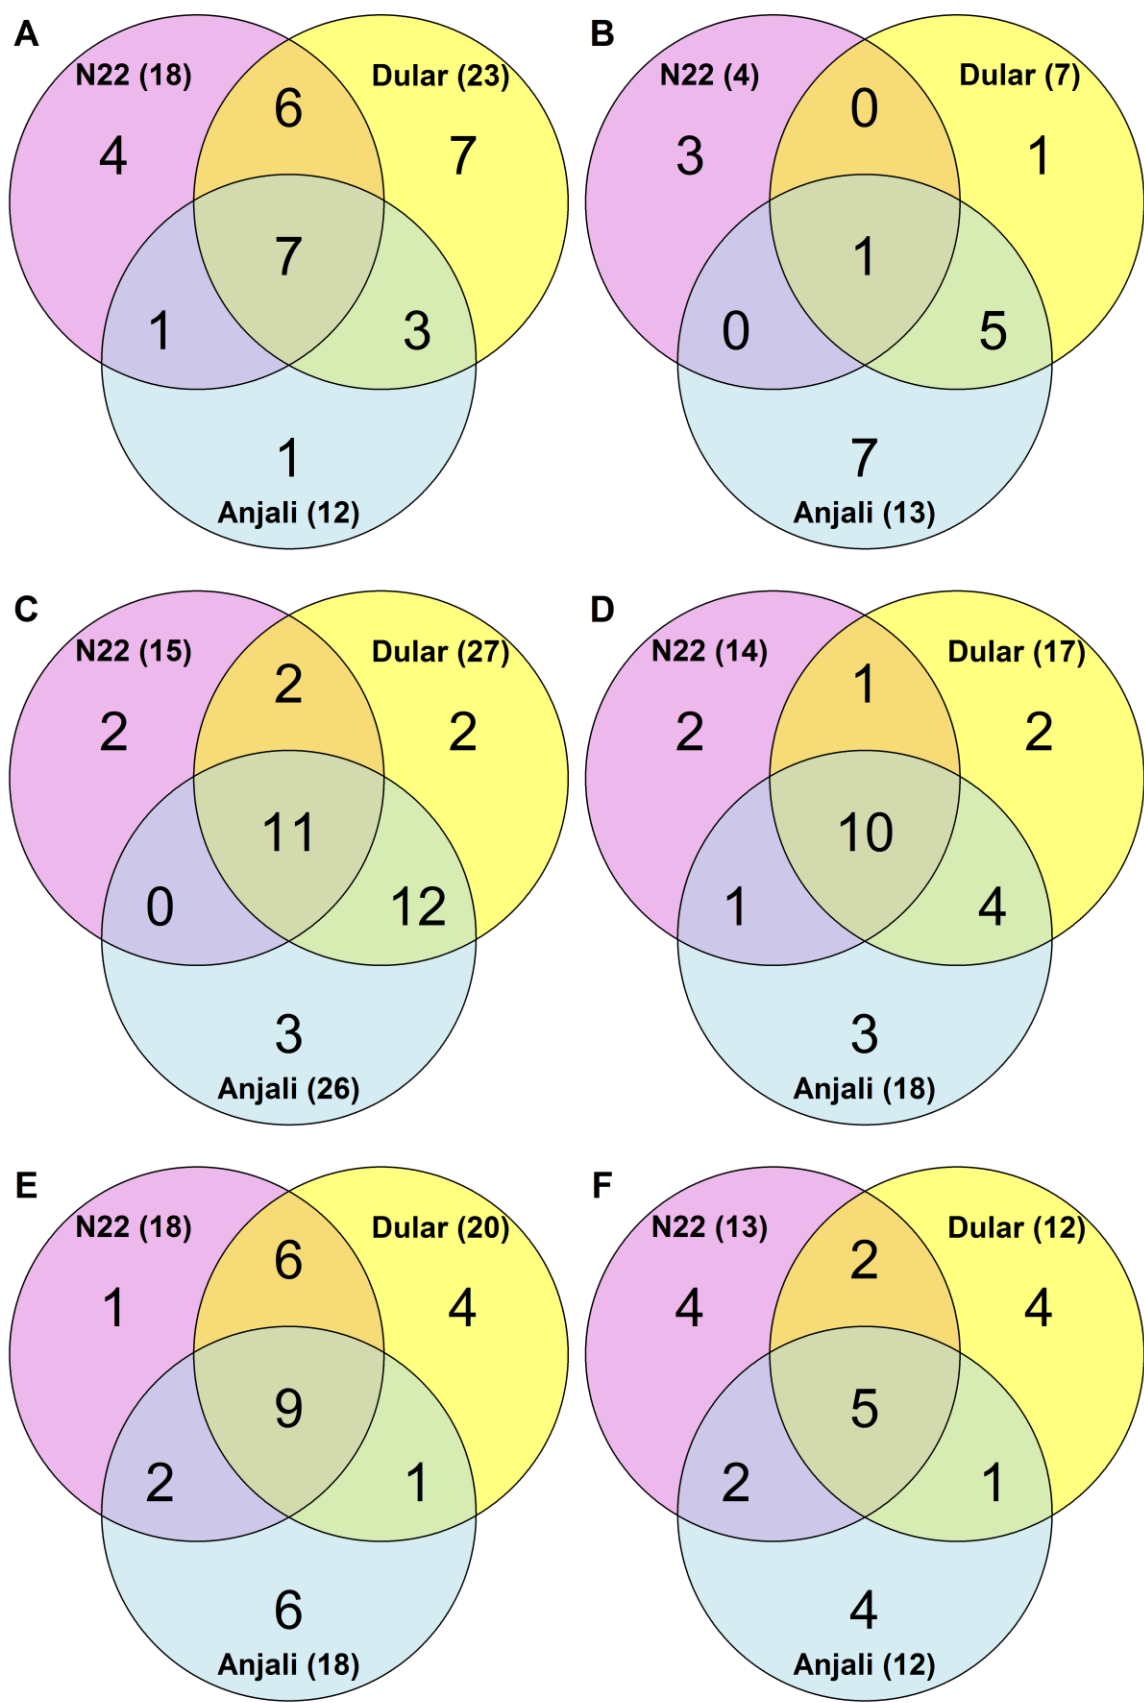 A
N22 (18)
Dular (23)
6
4
7
7
1
3
1
Anjali (12)
B
N22 (4)
Dular (7)
0
3
1
1
0
5
7
Anjali (13)
C
N22 (15)
Dular (27)
2
2
2
11
0
12
3
Anjali (26)
D
N22 (14)
Dular (17)
1
2
2
10
1
4
3
Anjali (18)
E
N22 (18)
Dular (20)
6
1
4
9
2
1
6
Anjali (18)
F
N22 (13)
Dular (12)
2
4
4
5
2
1
4
Anjali (12)